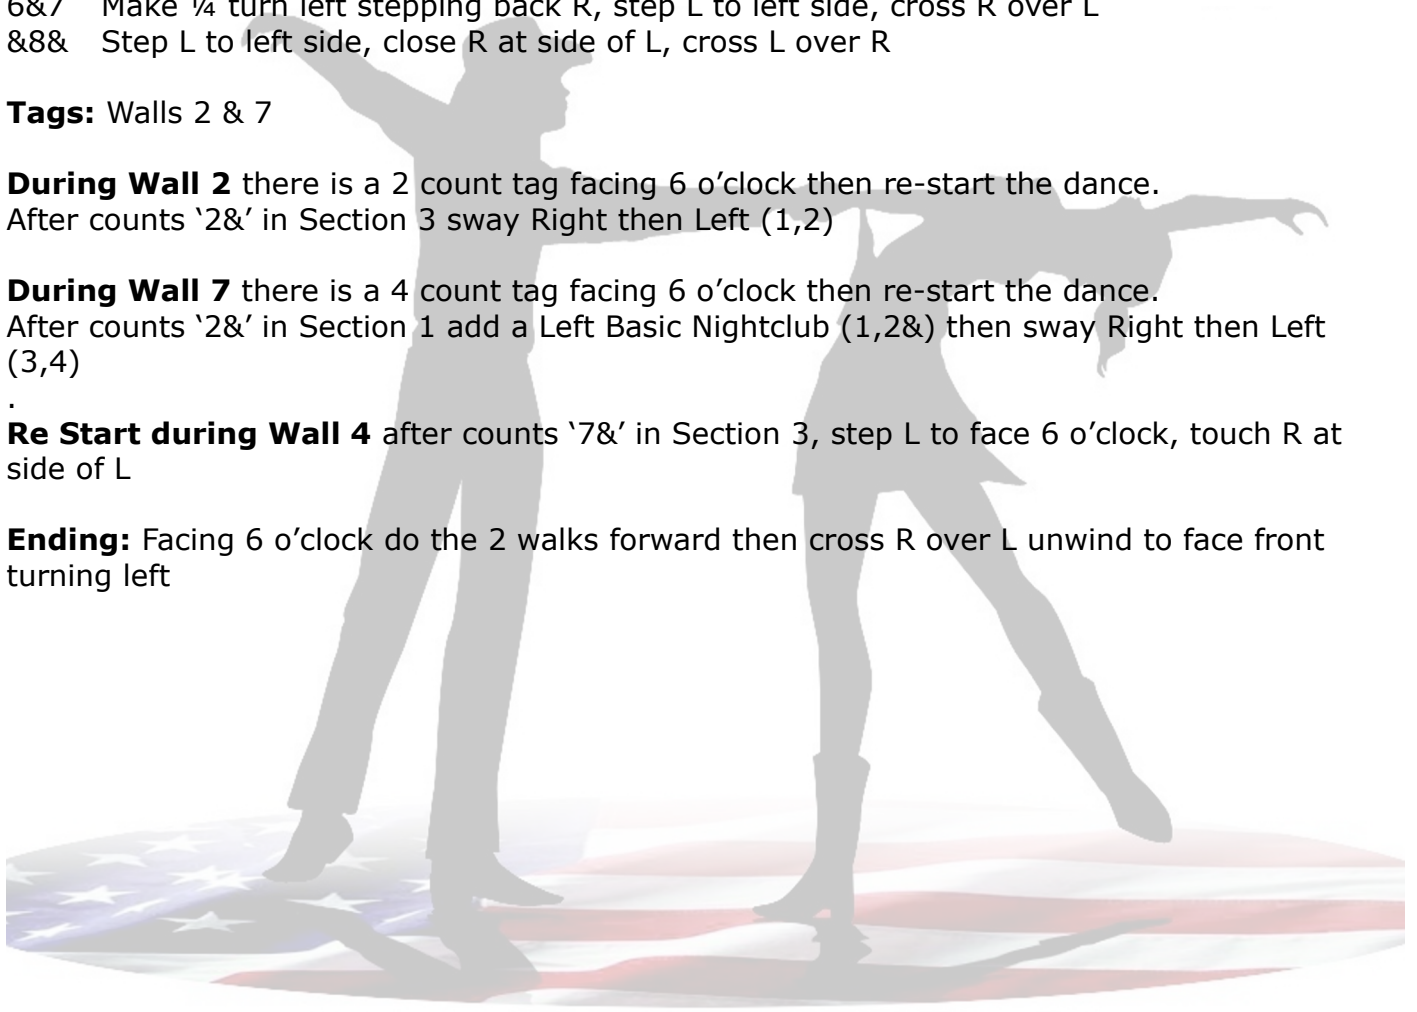 6&7 Make ¼ turn left stepping back R, step L to left side, cross R over L
&8& Step L to left side, close R at side of L, cross L over R
Tags: Walls 2 & 7
During Wall 2 there is a 2 count tag facing 6 o’clock then re-start the dance.
After counts ‘2&’ in Section 3 sway Right then Left (1,2)
During Wall 7 there is a 4 count tag facing 6 o’clock then re-start the dance.
After counts ‘2&’ in Section 1 add a Left Basic Nightclub (1,2&) then sway Right then Left
(3,4)
.
Re Start during Wall 4 after counts ‘7&’ in Section 3, step L to face 6 o’clock, touch R at
side of L
Ending: Facing 6 o’clock do the 2 walks forward then cross R over L unwind to face front
turning left